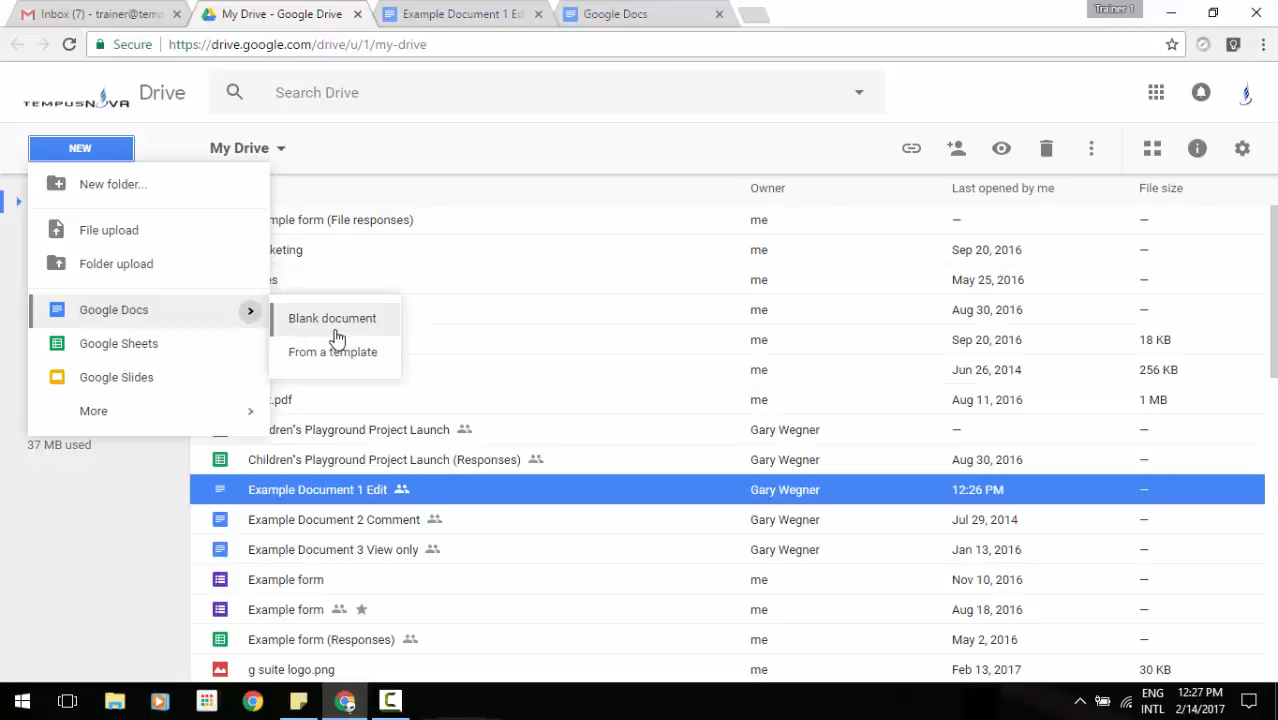 Inbox (7) - trainer@temp
My Drive - Google Drive
Example Document 1 Ed
Google Docs
Trainer 1
Secure
https://drive.google.com/drive/u/1/my-drive
TEMPUSNOVA
Drive
Search Drive
NEW
My Drive
New folder...
File upload
Folder upload
Google Docs
Google Sheets
Google Slides
More
Blank document
From a template
37 MB used
Owner
Last opened by me
File size
mple form (File responses)
me
—
—
keting
me
Sep 20, 2016
—
es
me
May 25, 2016
—
me
Aug 30, 2016
—
me
Sep 20, 2016
18 KB
me
Jun 26, 2014
256 KB
.pdf
me
Aug 11, 2016
1 MB
Children's Playground Project Launch
Gary Wegner
—
—
Children's Playground Project Launch (Responses)
Gary Wegner
Aug 30, 2016
—
Example Document 1 Edit
Gary Wegner
12:26 PM
—
Example Document 2 Comment
Gary Wegner
Jul 29, 2014
—
Example Document 3 View only
Gary Wegner
Jan 13, 2016
—
Example form
me
Nov 10, 2016
—
Example form
me
Aug 18, 2016
—
Example form (Responses)
me
May 2, 2016
—
g suite logo.png
me
Feb 13, 2017
30 KB
ENG
INTL
12:27 PM
2/14/2017